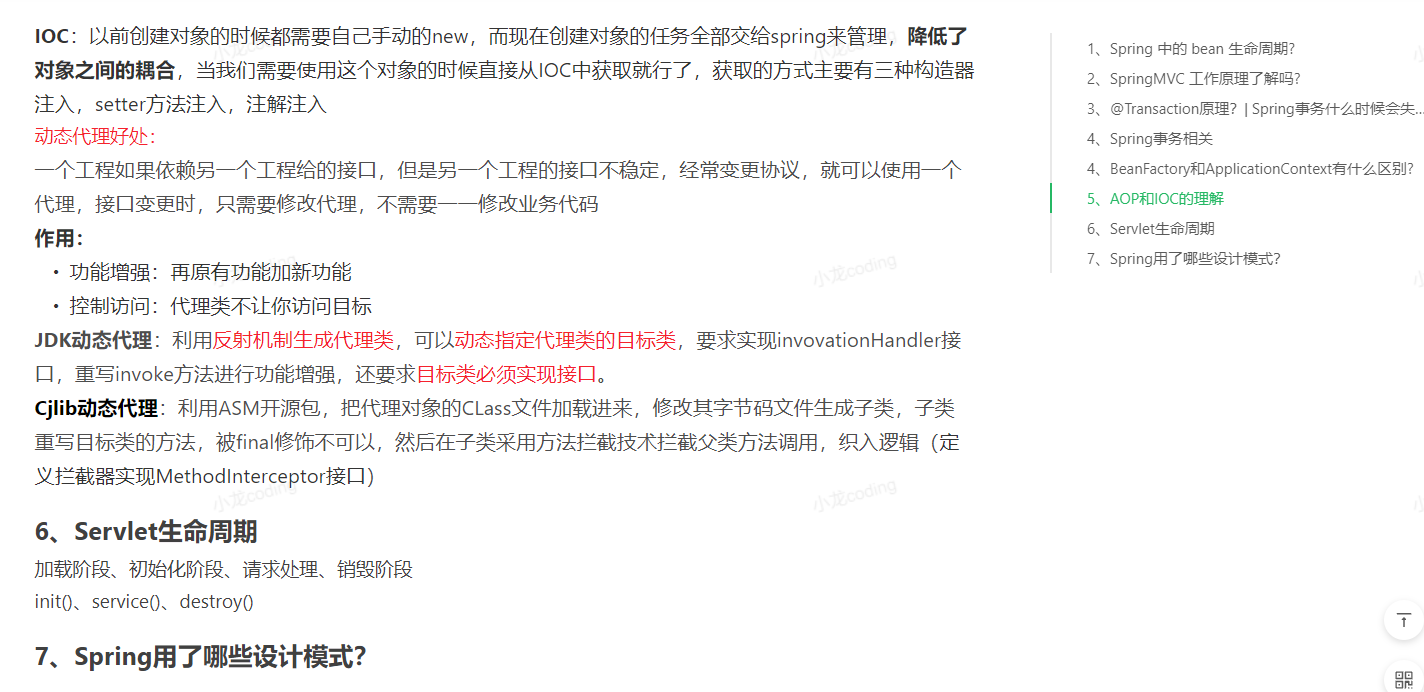 IOC：以前创建对象的时候都需要自己手动的new，而现在创建对象的任务全部交给spring来管理，降低了
对象之间的耦合，当我们需要使用这个对象的时候直接从IOC中获取就行了，获取的方式主要有三种构造器
注入，setter方法注入，注解注入
动态代理好处：
一个工程如果依赖另一个工程给的接口，但是另一个工程的接口不稳定，经常变更协议，就可以使用一个
代理，接口变更时，只需要修改代理，不需要一一修改业务代码
作用：
• 功能增强：再原有功能加新功能
• 控制访问：代理类不让你访问目标
JDK动态代理：利用反射机制生成代理类，可以动态指定代理类的目标类，要求实现invovationHandler接
口，重写invoke方法进行功能增强，还要求目标类必须实现接口。
Cjlib动态代理：利用ASM开源包，把代理对象的CLass文件加载进来，修改其字节码文件生成子类，子类
重写目标类的方法，被final修饰不可以，然后在子类采用方法拦截技术拦截父类方法调用，织入逻辑（定
义拦截器实现MethodInterceptor接口）
6、Servlet生命周期
加载阶段、初始化阶段、请求处理、销毁阶段
init()、service()、destroy()
7、Spring用了哪些设计模式？
1、Spring 中的 bean 生命周期?
2、SpringMVC 工作原理了解吗?
3、@Transaction原理？| Spring事务什么时候会失...
4、Spring事务相关
4、BeanFactory和ApplicationContext有什么区别?
5、AOP和IOC的理解
6、Servlet生命周期
7、Spring用了哪些设计模式？
小龙coding
小龙coding
小龙coding
小龙coding